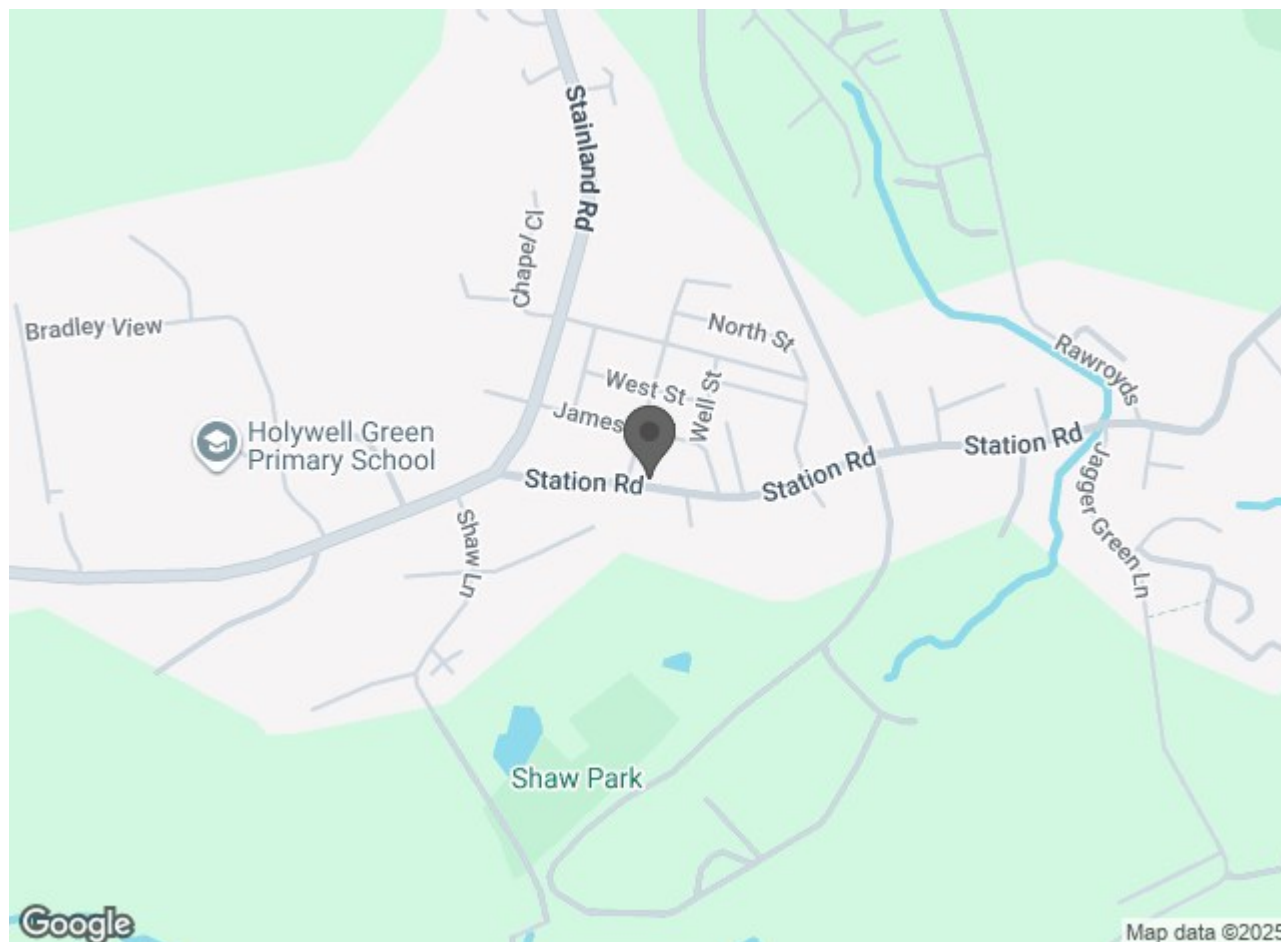 Stainland Rd
Chapel Cl
Bradley View
North St
Rawroyds
West St
Well St
James
Holywell Green
Primary School
Station Rd
Station Rd
Station Rd
Jagger Green Ln
Shaw Ln
Shaw Park
Google
Map data ©2025